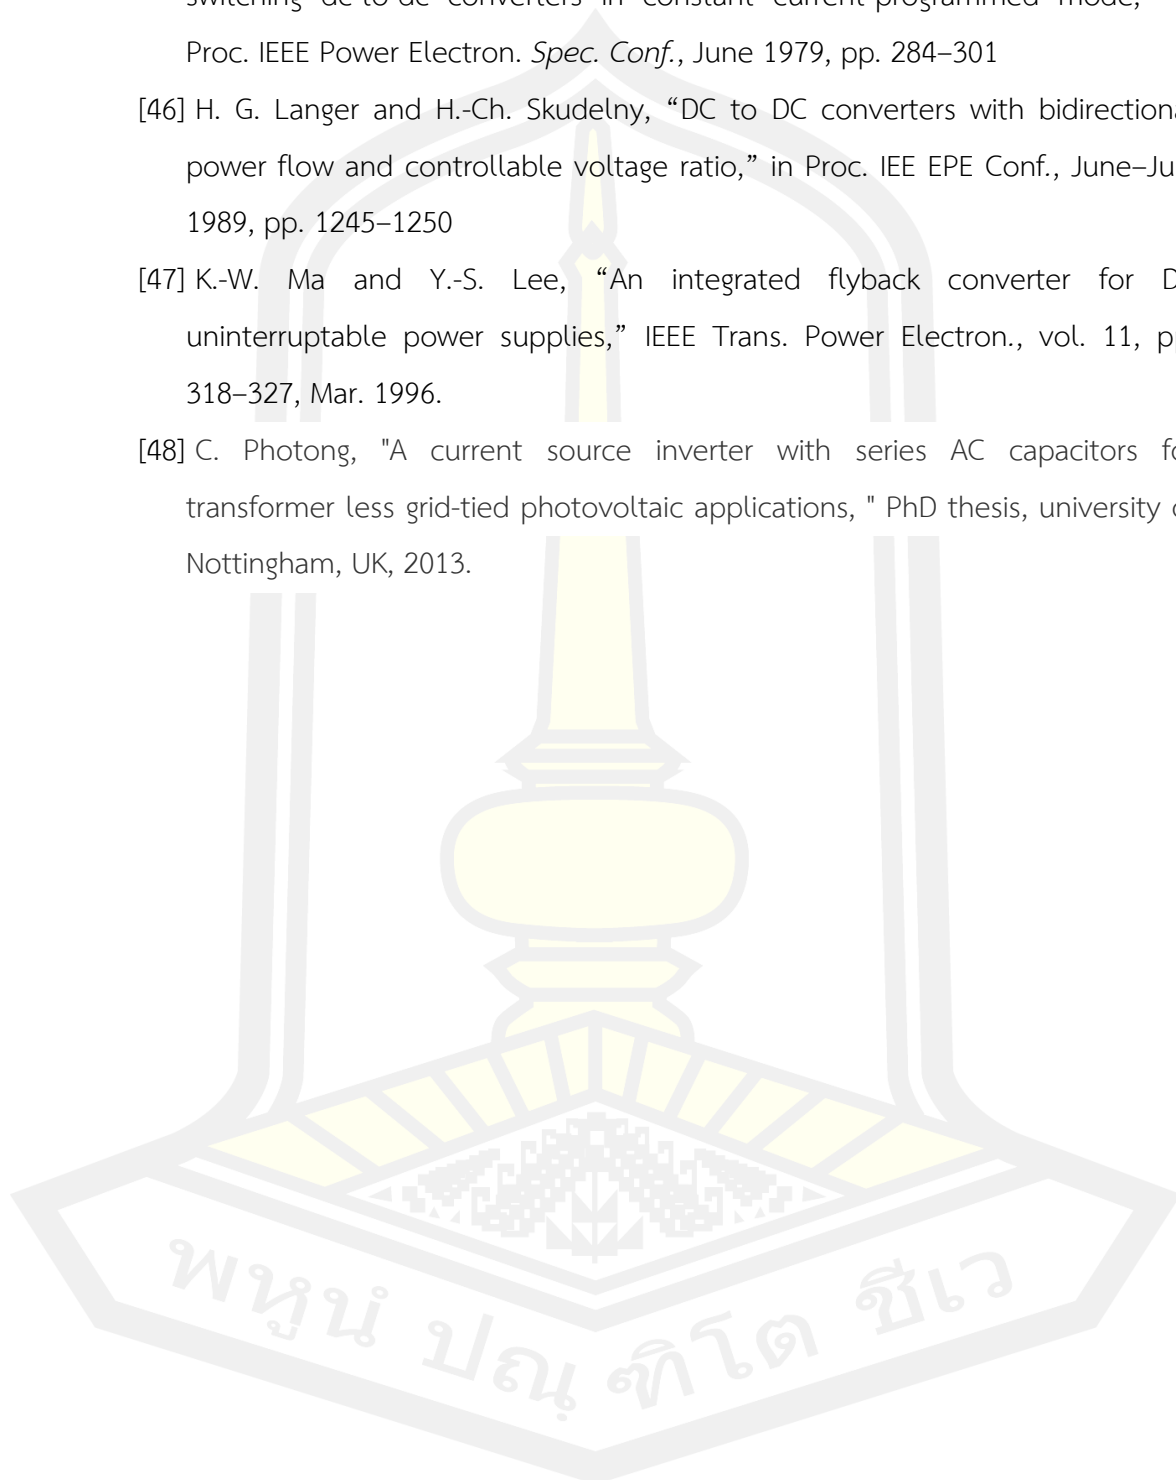 switching dc-to-dc converters in constant current-programmed mode,
Proc. IEEE Power Electron. Spec. Conf., June 1979, pp. 284–301
[46] H. G. Langer and H.-Ch. Skudelny, “DC to DC converters with
power flow and controllable voltage ratio,” in Proc. IEE EPE Conf.,
1989, pp. 1245–1250
[47] K.-W. Ma and Y.-S. Lee, “An integrated flyback converter for
uninterruptable power supplies,” IEEE Trans. Power Electron., vol. 11,
318–327, Mar. 1996.
[48] C. Photong, "A current source inverter with series AC capacitors
transformer less grid-tied photovoltaic applications, " PhD thesis, university
Nottingham, UK, 2013.
พหูนํ ปณฺฑิโต ชีเว